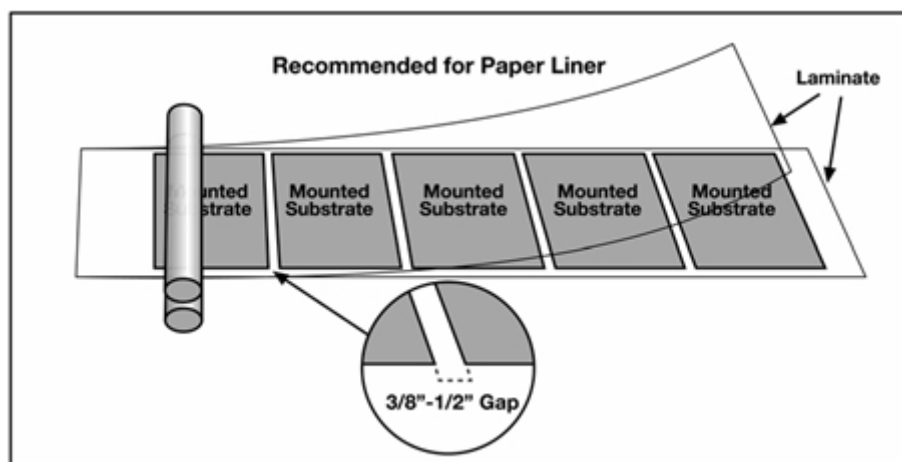 Recommended for Paper Liner
Laminate
Mounted
Substrate
Mounted
Substrate
Mounted
Substrate
Mounted
Substrate
Mounted
Substrate
3/8”-1/2” Gap